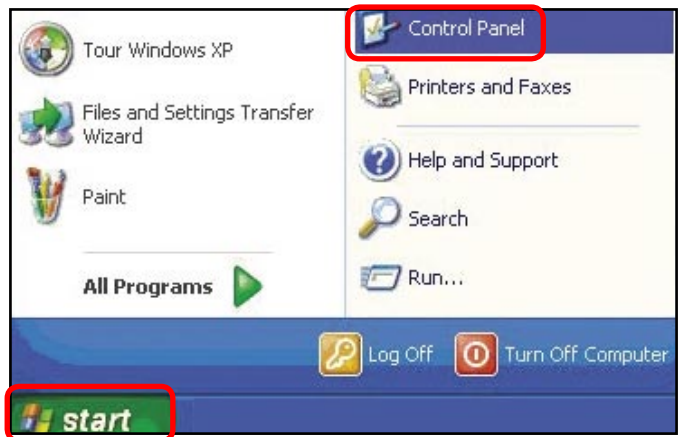 Tour Windows XP
Files and Settings Transfer
Wizard
Paint
All Programs
Control Panel
Printers and Faxes
Help and Support
Search
Run...
Log Off
Turn Off Computer
start